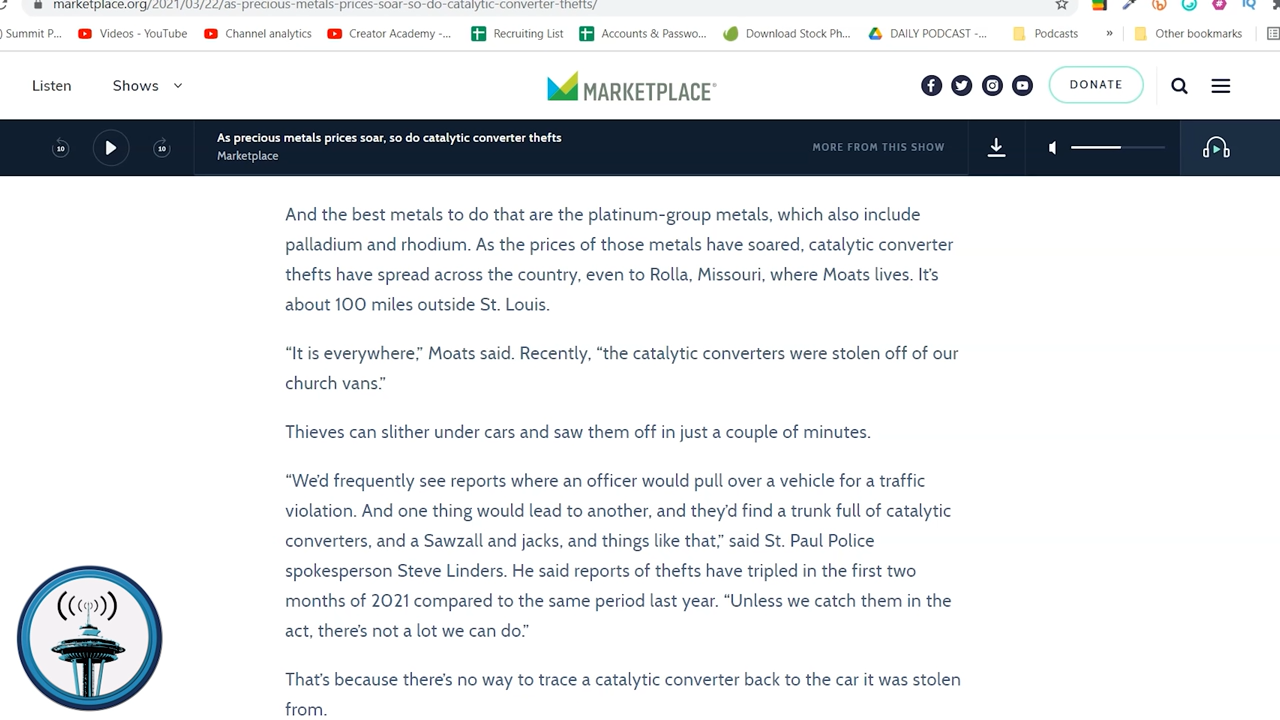 marketplace.org/2021/03/22/as-precious-metals-prices-soar-so-do-catalytic-converter-thefts/
) Summit P... Videos - YouTube Channel analytics Creator Academy -... Recruiting List Accounts & Passwo... Download Stock Ph... DAILY PODCAST -... Podcasts » Other bookmarks
Listen Shows MARKETPLACE® DONATE
10 10 As precious metals prices soar, so do catalytic converter thefts MORE FROM THIS SHOW
Marketplace
And the best metals to do that are the platinum-group metals, which also include
palladium and rhodium. As the prices of those metals have soared, catalytic converter
thefts have spread across the country, even to Rolla, Missouri, where Moats lives. It’s
about 100 miles outside St. Louis.
“It is everywhere,” Moats said. Recently, “the catalytic converters were stolen off of our
church vans.”
Thieves can slither under cars and saw them off in just a couple of minutes.
“We’d frequently see reports where an officer would pull over a vehicle for a traffic
violation. And one thing would lead to another, and they’d find a trunk full of catalytic
converters, and a Sawzall and jacks, and things like that,” said St. Paul Police
spokesperson Steve Linders. He said reports of thefts have tripled in the first two
months of 2021 compared to the same period last year. “Unless we catch them in the
act, there’s not a lot we can do.”
That’s because there’s no way to trace a catalytic converter back to the car it was stolen
from.